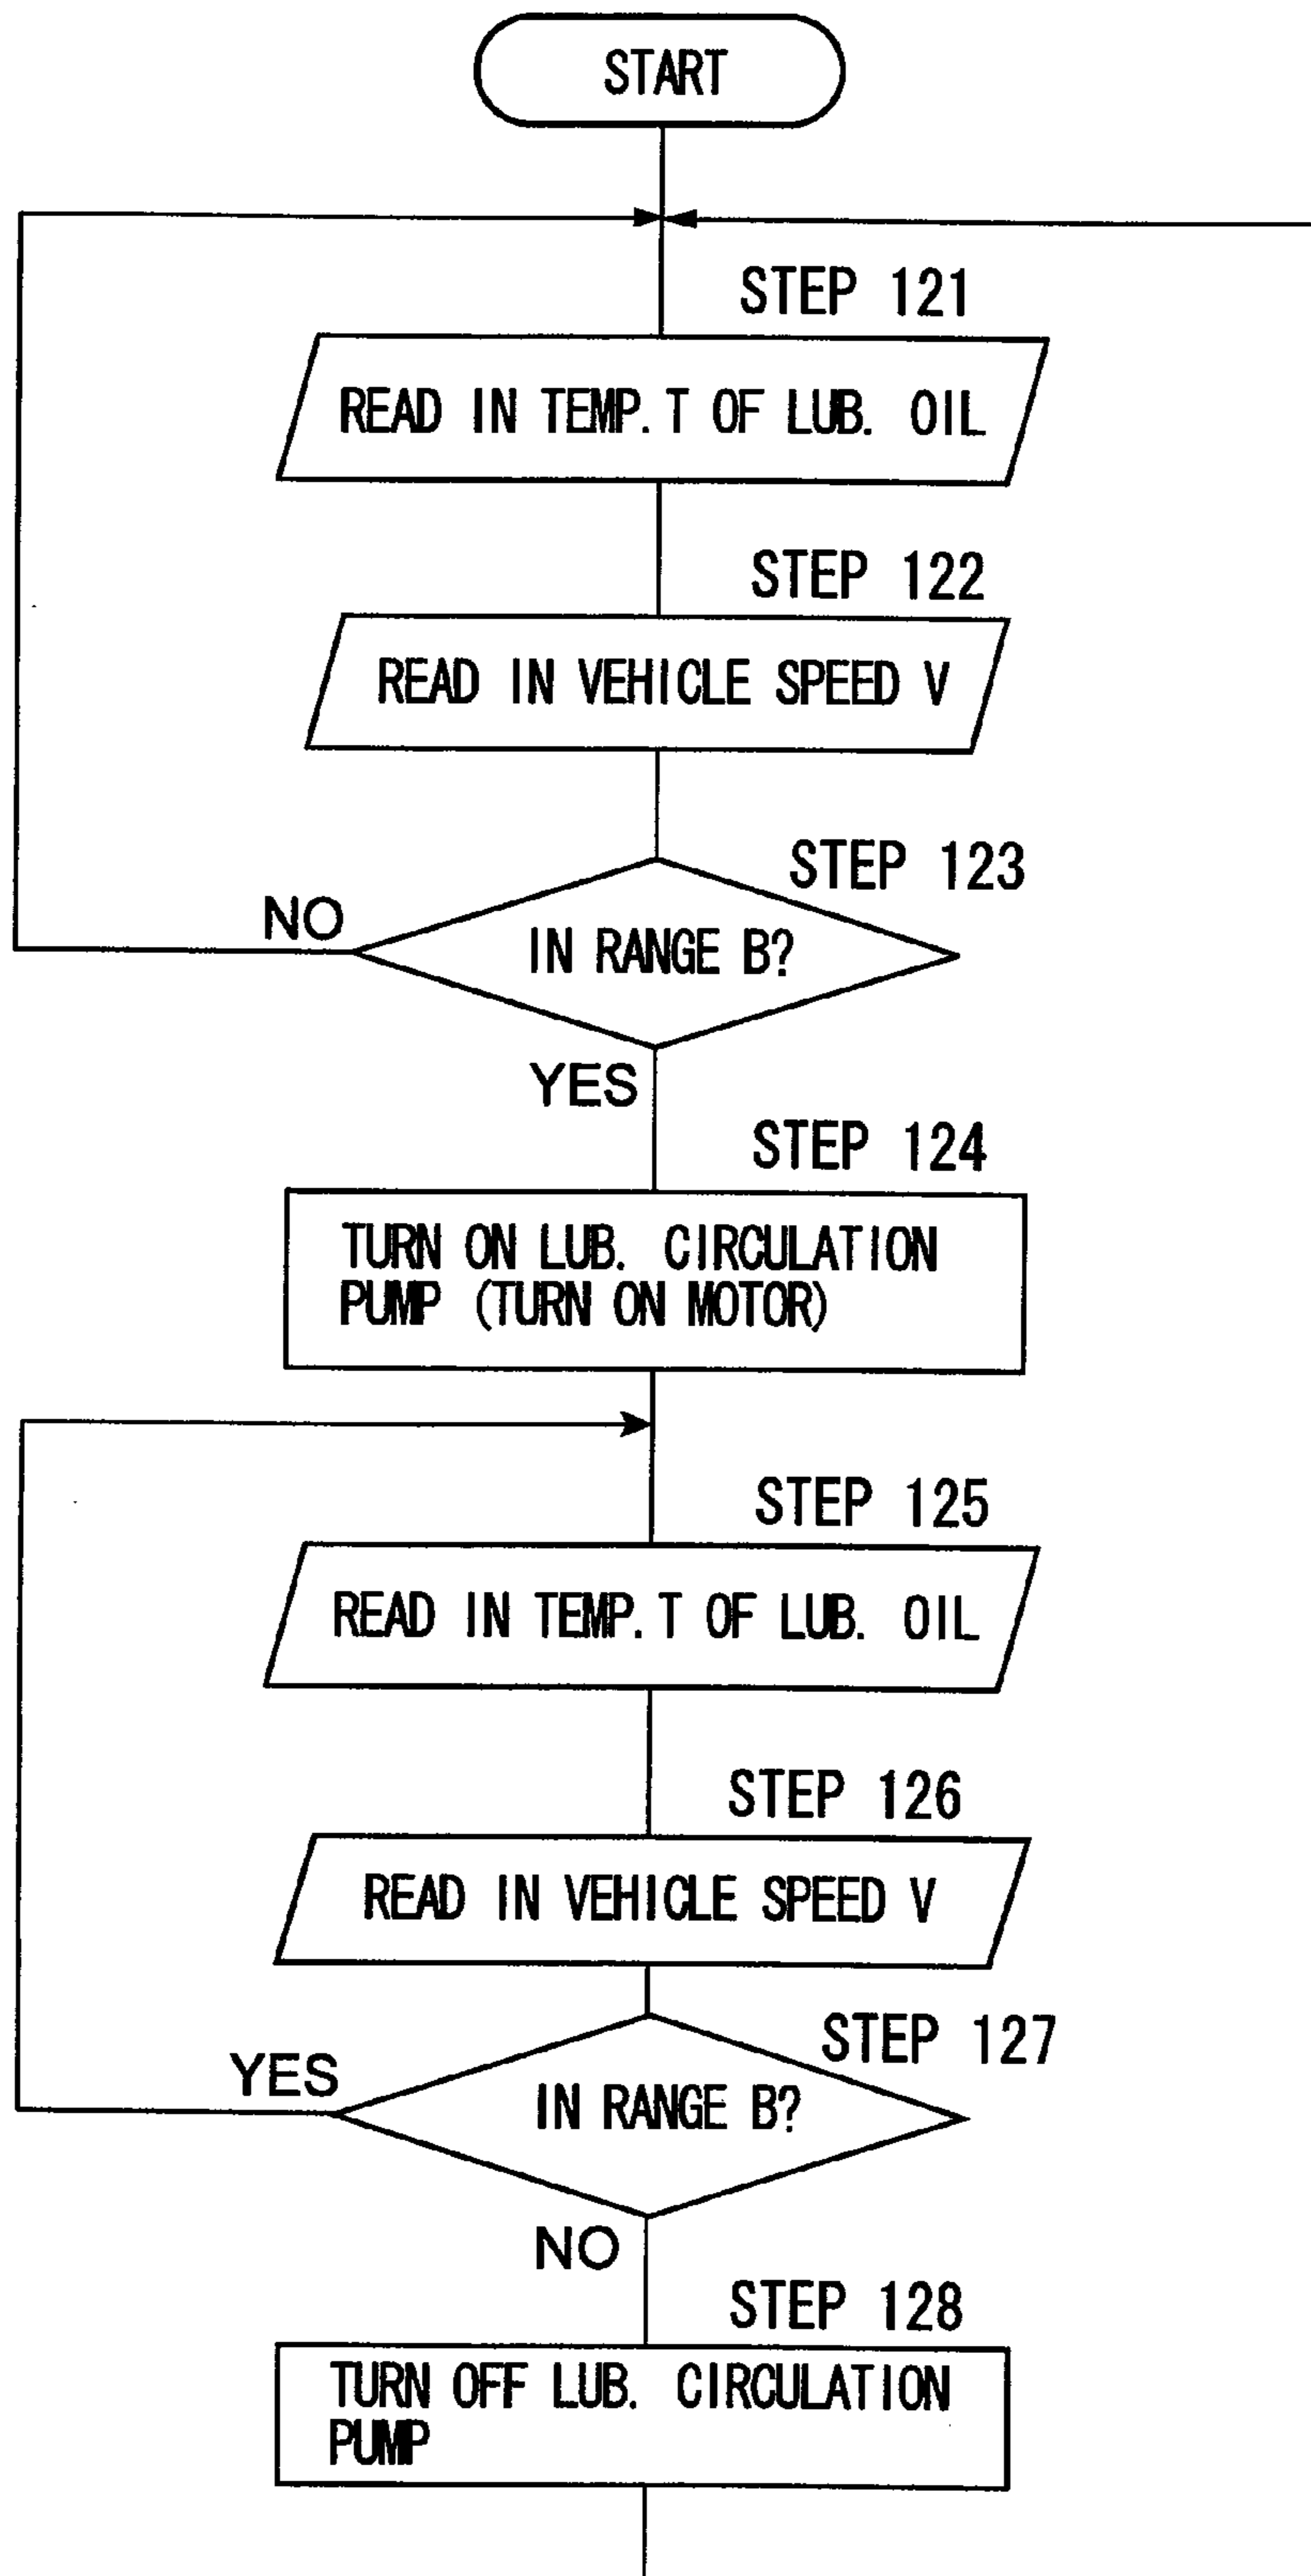 START
STEP 121
READ IN TEMP. T OF LUB. OIL
STEP 122
READ IN VEHICLE SPEED V
STEP 123
NO
IN RANGE B?
YES
STEP 124
TURN ON LUB. CIRCULATION
PUMP (TURN ON MOTOR)
STEP 125
READ IN TEMP. T OF LUB. OIL
STEP 126
READ IN VEHICLE SPEED V
STEP 127
YES
IN RANGE B?
NO
STEP 128
TURN OFF LUB. CIRCULATION
PUMP